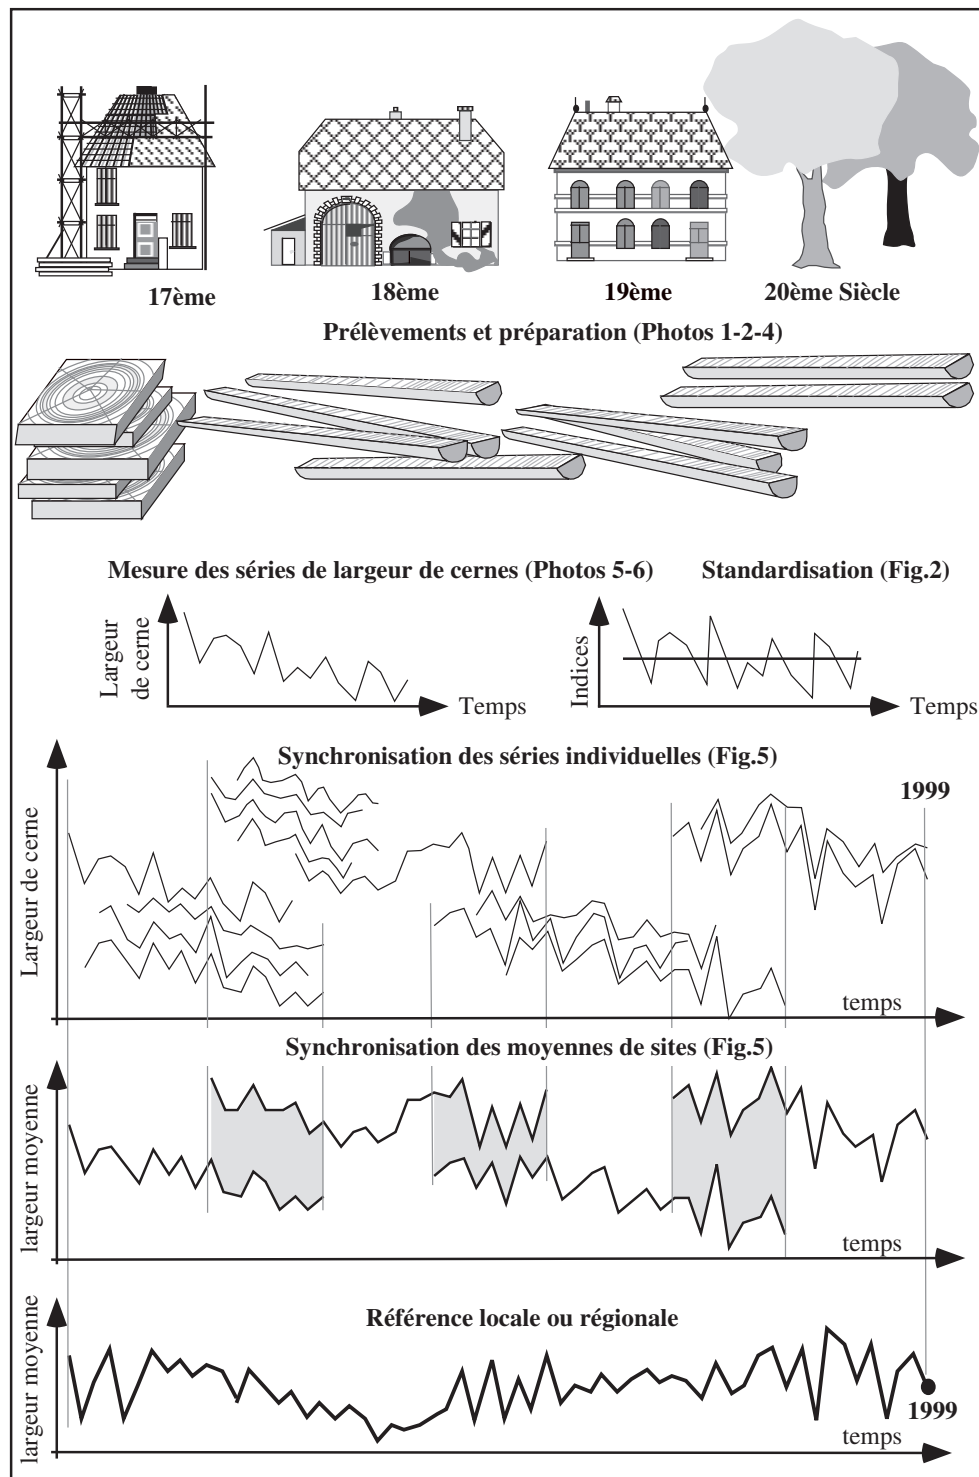 17ème
18ème
19ème
20ème Siècle
Prélèvements et préparation (Photos 1-2-4)
Mesure des séries de largeur de cernes (Photos 5-6)
Standardisation (Fig.2)
Largeur
de cerne
Temps
Indices
Temps
Synchronisation des séries individuelles (Fig.5)
1999
Largeur de cerne
temps
Synchronisation des moyennes de sites (Fig.5)
largeur moyenne
temps
Référence locale ou régionale
largeur moyenne
1999
temps